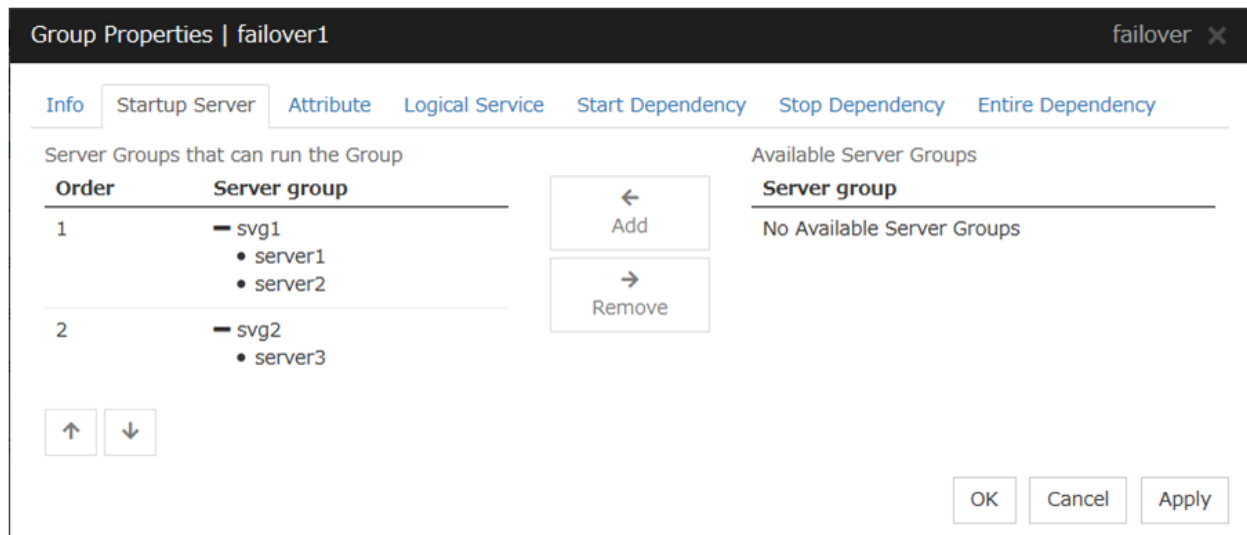 Group Properties | failover1 failover ×
Info Startup Server Attribute Logical Service Start Dependency Stop Dependency Entire Dependency
Server Groups that can run the Group
Order Server group
1 svg1
• server1
• server2
2 svg2
• server3
← Add
→ Remove
Available Server Groups
Server group
No Available Server Groups
↑ ↓
OK Cancel Apply